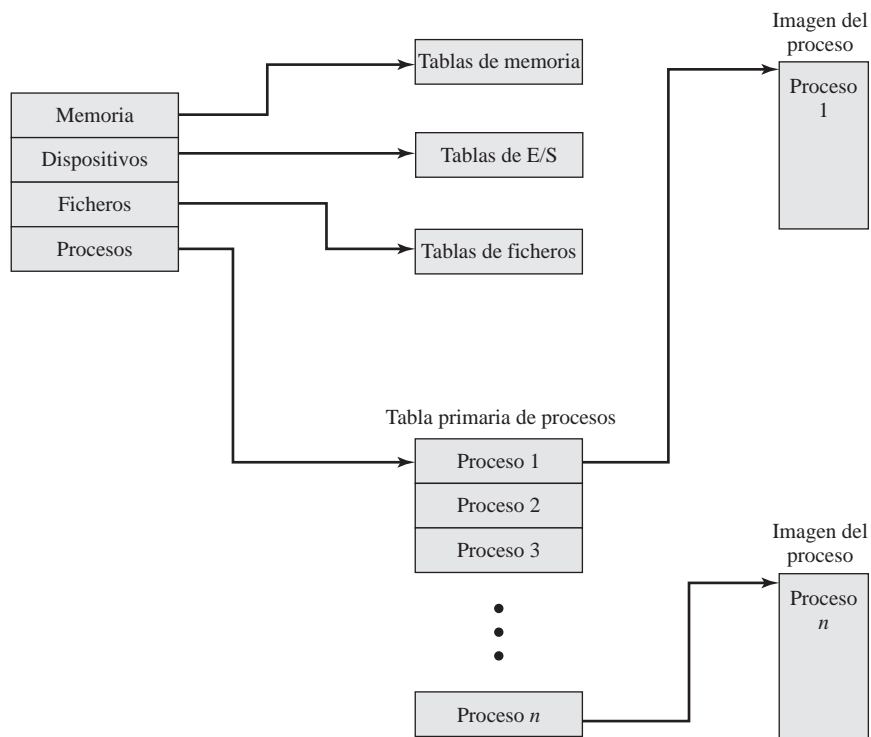 Imagen del
proceso
Tablas de memoria
Proceso
1
Memoria
Dispositivos
Ficheros
Procesos
Tablas de E/S
Tablas de ficheros
Tabla primaria de procesos
Proceso 1
Proceso 2
Proceso 3
Proceso n
Imagen del
proceso
Proceso
n